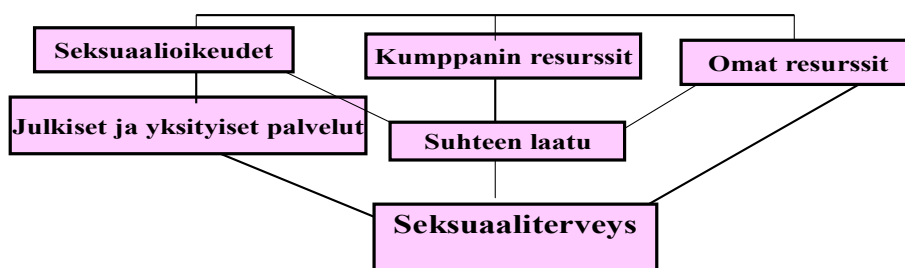 Seksuaalioikeudet
Kumppanin resurssit
Omat resurssit
Julkiset ja yksityiset palvelut
Suhteen laatu
Seksuaaliterveys